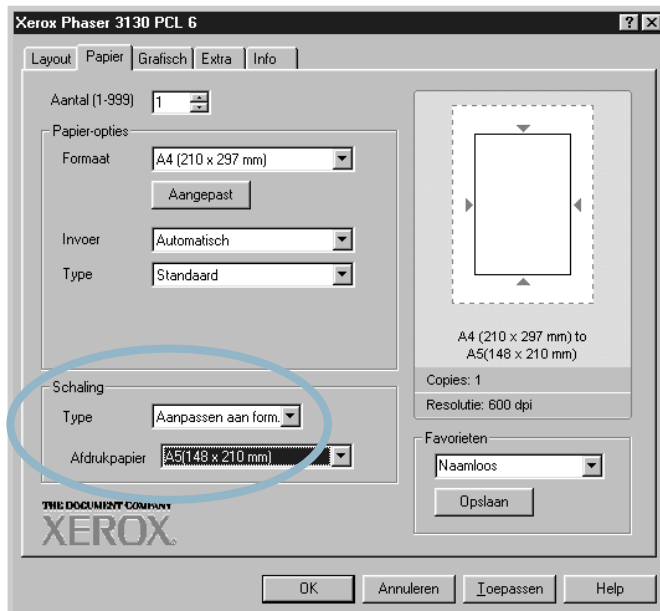 Xerox Phaser 3130 PCL 6
Layout Papier Grafisch Extra Info
Aantal (1-999) 1
Papier-opties
Formaat A4 (210 x 297 mm)
Aangepast
Invoer Automatisch
Type Standaard
Schaling
Type Aanpassen aan form.
Afdrukpapier A5(148 x 210 mm)
THE DOCUMENT COMPANY
XEROX
A4 (210 x 297 mm) to
A5(148 x 210 mm)
Copies: 1
Resolutie: 600 dpi
Favorieten
Naamloos
Opslaan
OK Annuleren Toepassen Help